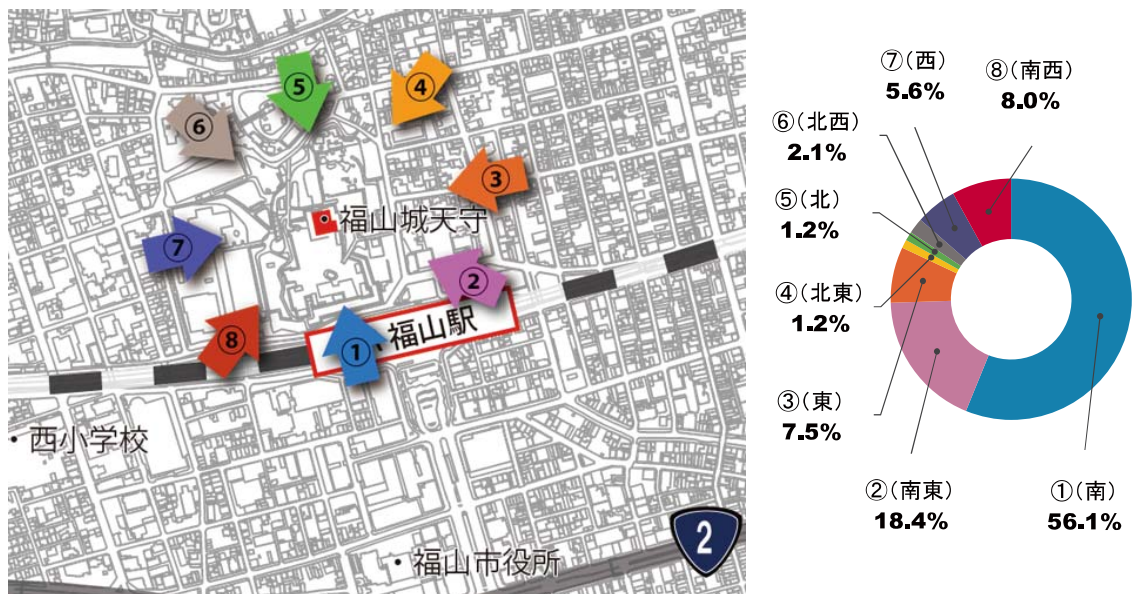 ⑤
④
⑥
③
福山城天守
⑦
②
福山駅
①
⑧
西小学校
福山市役所
2
⑦(西)
5.6%
⑧(南西)
8.0%
⑥(北西)
2.1%
⑤(北)
1.2%
④(北東)
1.2%
③(東)
7.5%
②(南東)
18.4%
①(南)
56.1%